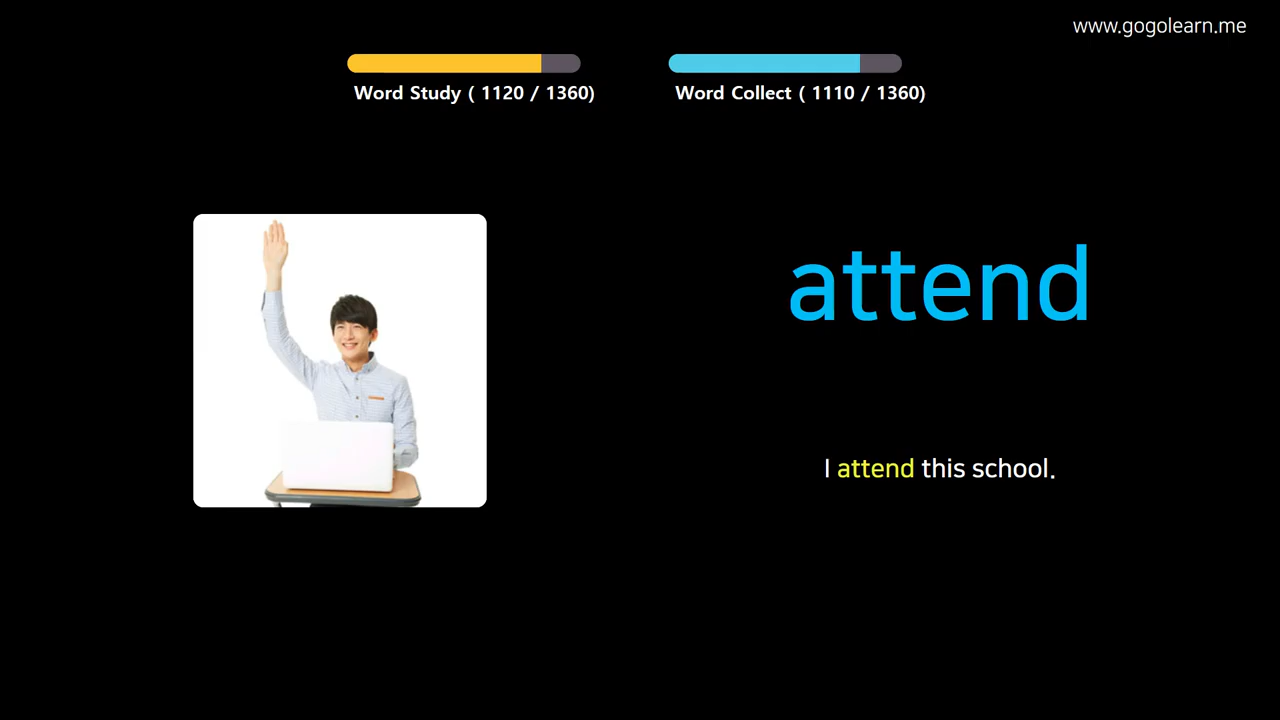 www.gogolearn.me
Word Study ( 1120 / 1360)
Word Collect ( 1110 / 1360)
attend
I attend this school.